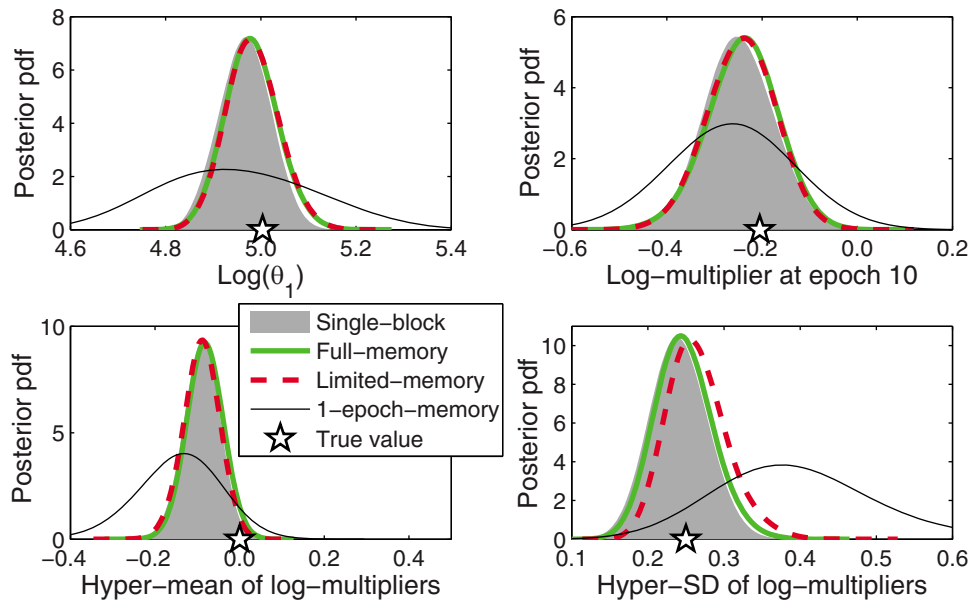 Posterior pdf
8
6
4
2
0
4.6 4.8 5.0 5.2 5.4
Log(θ_1)
Posterior pdf
6
4
2
0
−0.6 −0.4 −0.2 0.0 0.2
Log−multiplier at epoch 10
Posterior pdf
10
5
0
−0.4 −0.2 0.0 0.2 0.4
Hyper−mean of log−multipliers
Single−block
Full−memory
Limited−memory
1−epoch−memory
True value
Posterior pdf
10
8
6
4
2
0
0.1 0.2 0.3 0.4 0.5 0.6
Hyper−SD of log−multipliers